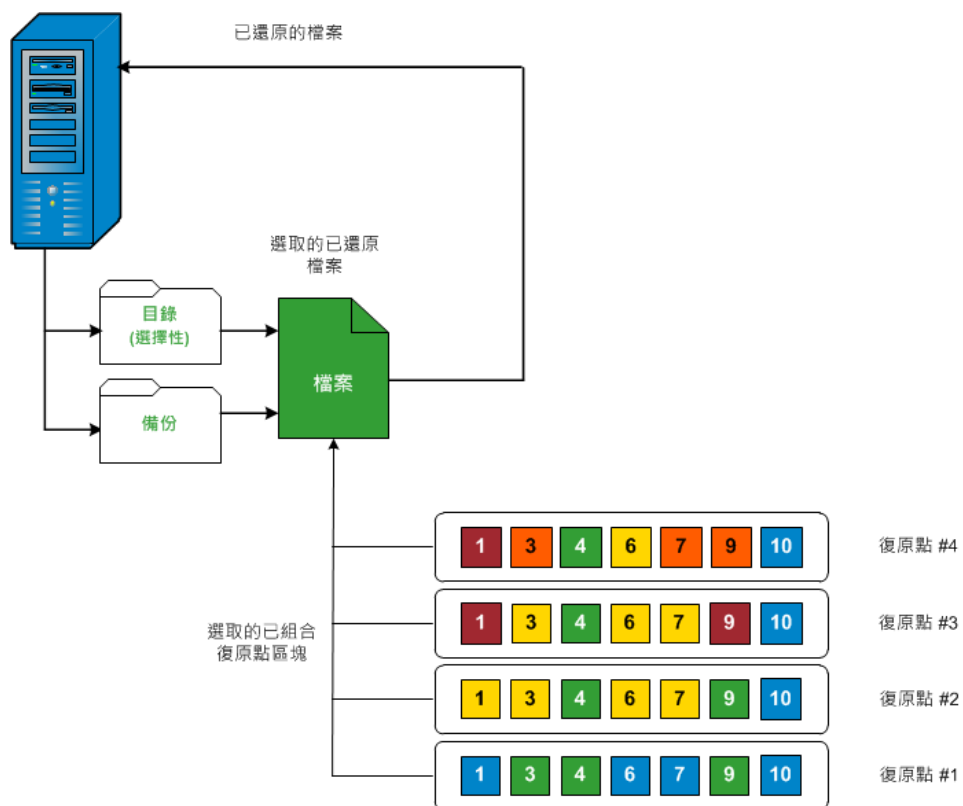 已還原的檔案
選取的已還原
檔案
目錄
(選擇性)
檔案
備份
1 3 4 6 7 9 10 復原點 #4
1 3 4 6 7 9 10 復原點 #3
選取的已組合
復原點區塊
1 3 4 6 7 9 10 復原點 #2
1 3 4 6 7 9 10 復原點 #1